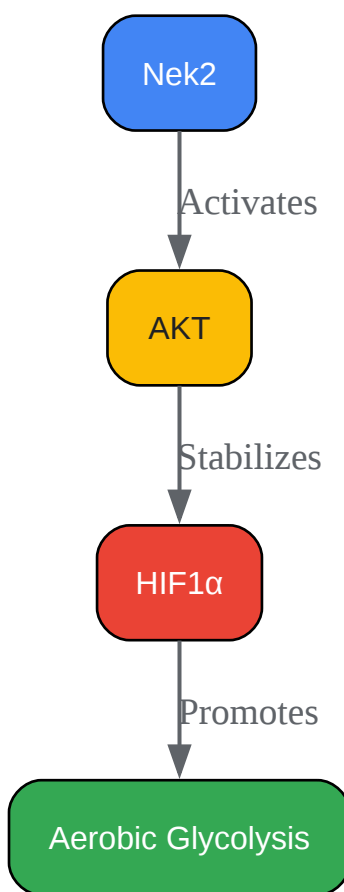 Nek2
Activates
AKT
Stabilizes
HIF1α
Promotes
Aerobic Glycolysis